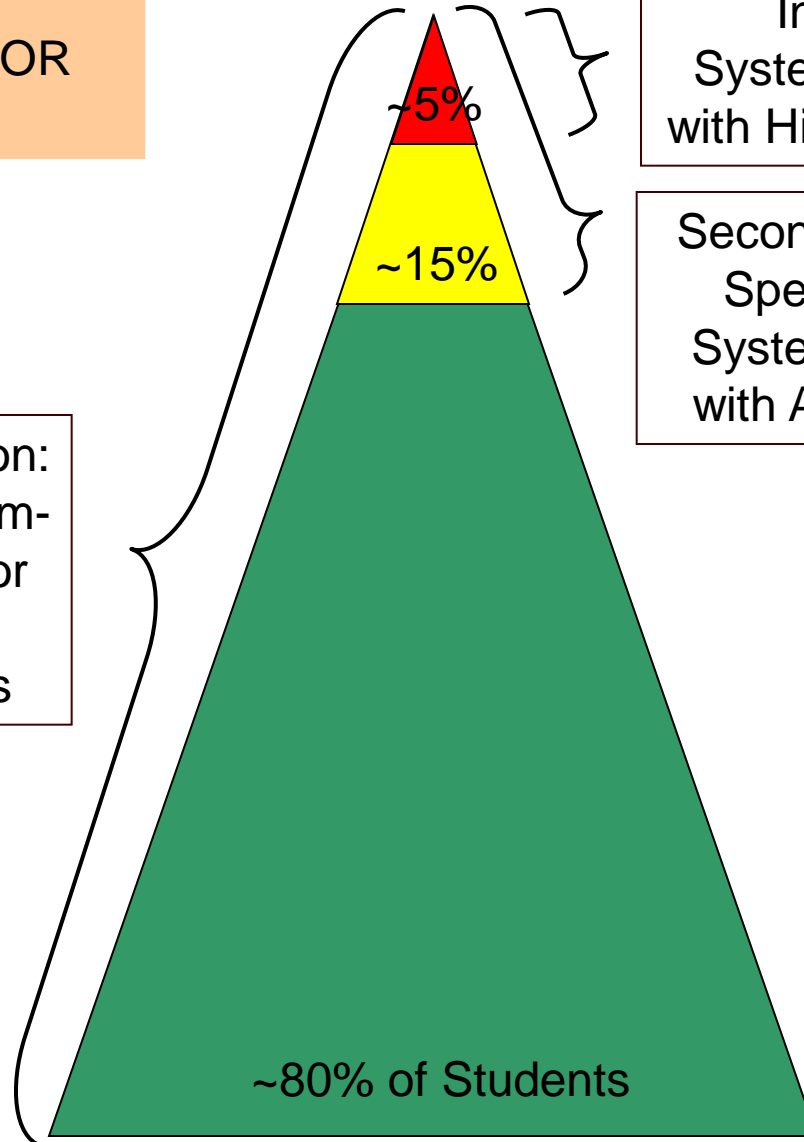 OR
In
Syste
with Hi
~5%
Secon
Spe
Syste
with A
~15%
on:
m-
or
s
~80% of Students